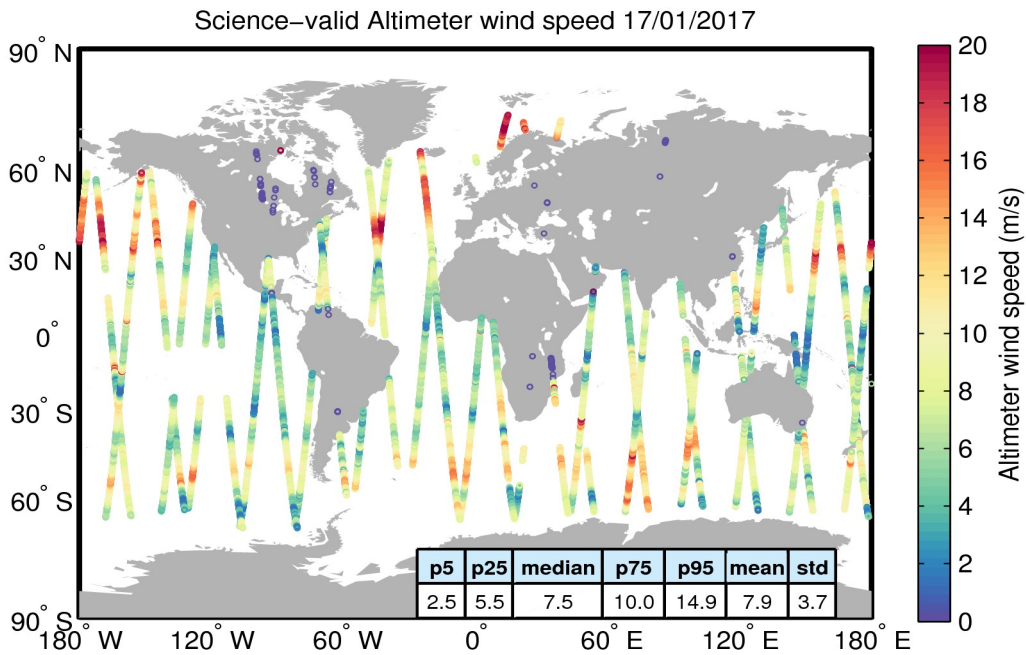 Science−valid Altimeter wind speed 17/01/2017
90° N
60° N
30° N
0°
30° S
60° S
90° S
180° W
120° W
60° W
0°
60° E
120° E
180° E
p5 p25 median p75 p95 mean std
2.5 5.5 7.5 10.0 14.9 7.9 3.7
20
18
16
14
12
10
8
6
4
2
0
Altimeter wind speed (m/s)